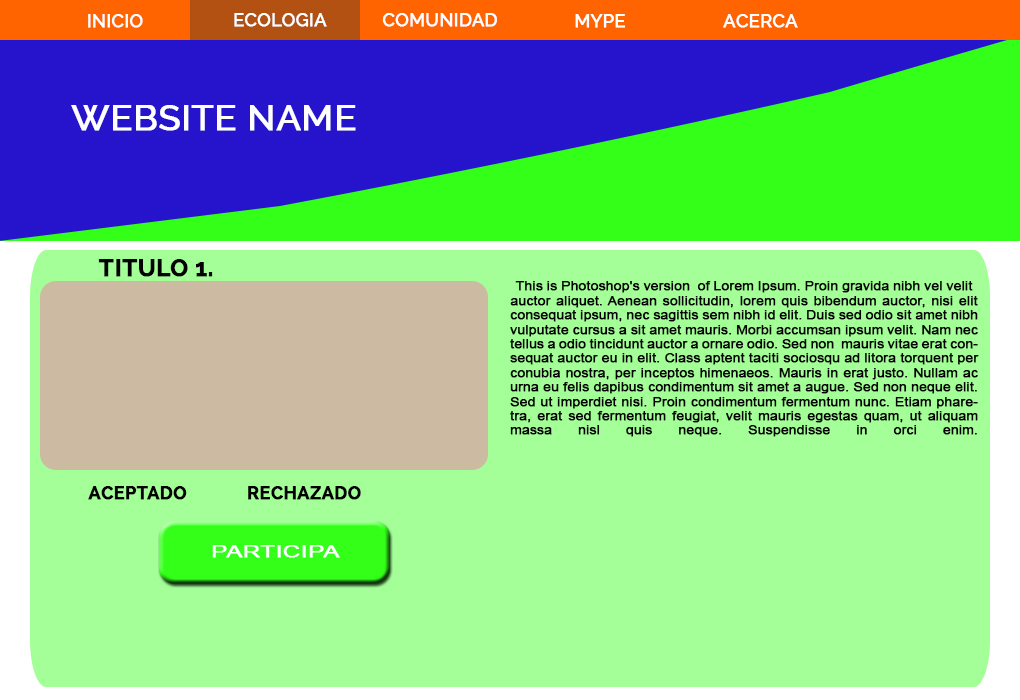 INICIO ECOLOGIA COMUNIDAD MYPE ACERCA
WEBSITE NAME
TITULO 1.
This is Photoshop's version of Lorem Ipsum. Proin gravida nibh vel velit
auctor aliquet. Aenean sollicitudin, lorem quis bibendum auctor, nisi elit
consequat ipsum, nec sagittis sem nibh id elit. Duis sed odio sit amet nibh
vulputate cursus a sit amet mauris. Morbi accumsan ipsum velit. Nam nec
tellus a odio tincidunt auctor a ornare odio. Sed non mauris vitae erat con-
sequat auctor eu in elit. Class aptent taciti sociosqu ad litora torquent per
conubia nostra, per inceptos himenaeos. Mauris in erat justo. Nullam ac
urna eu felis dapibus condimentum sit amet a augue. Sed non neque elit.
Sed ut imperdiet nisi. Proin condimentum fermentum nunc. Etiam phare-
tra, erat sed fermentum feugiat, velit mauris egestas quam, ut aliquam
massa nisl quis neque. Suspendisse in orci enim.
ACEPTADO RECHAZADO
PARTICIPA